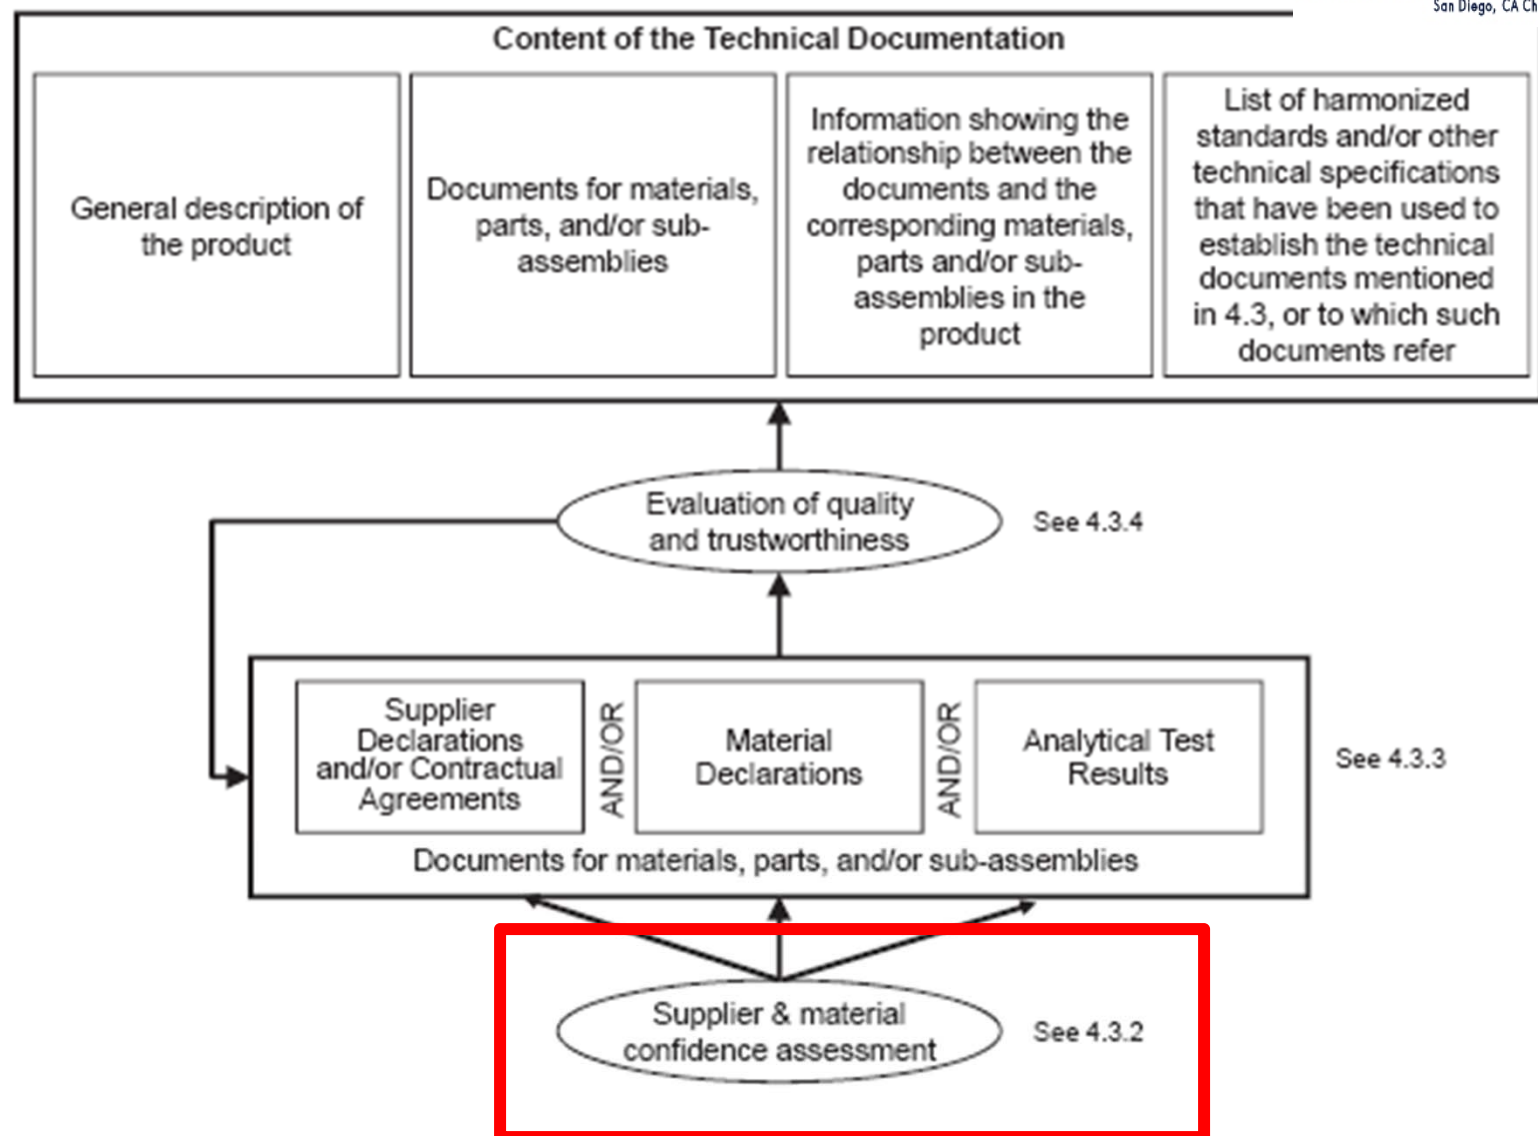 San Diego, CA Ch
Content of the Technical Documentation
General description of
the product
Documents for materials,
parts, and/or sub-
assemblies
Information showing the
relationship between the
documents and the
corresponding materials,
parts and/or sub-
assemblies in the
product
List of harmonized
standards and/or other
technical specifications
that have been used to
establish the technical
documents mentioned
in 4.3, or to which such
documents refer
Evaluation of quality
and trustworthiness
See 4.3.4
Supplier
Declarations
and/or Contractual
Agreements
AND/OR
Material
Declarations
AND/OR
Analytical Test
Results
See 4.3.3
Documents for materials, parts, and/or sub-assemblies
Supplier & material
confidence assessment
See 4.3.2